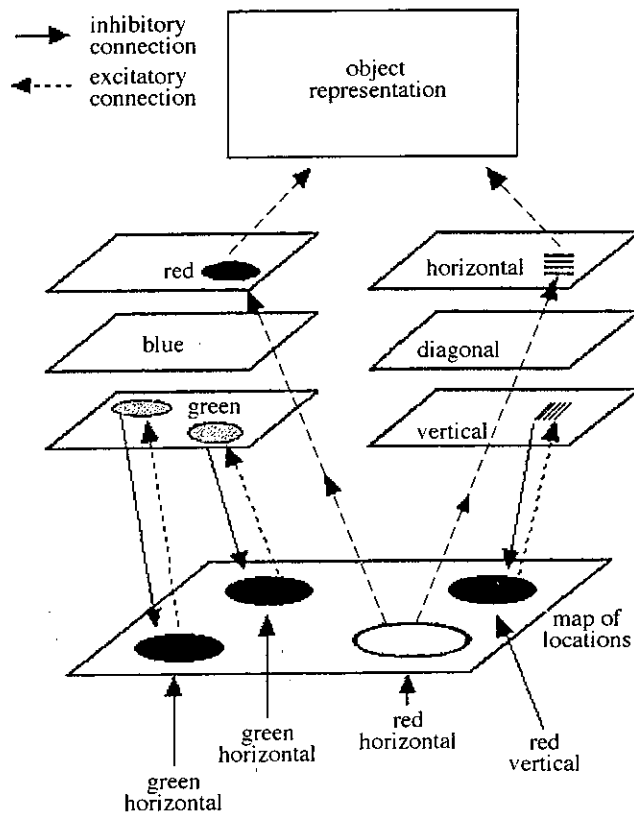 inhibitory
connection
excitatory
connection
object
representation
red
horizontal
blue
diagonal
green
vertical
map of
locations
green
horizontal
green
horizontal
red
horizontal
red
vertical